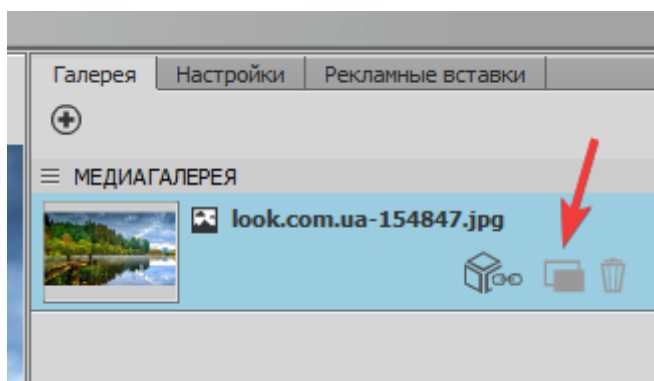 Галерея Настройки Рекламные вставки
МЕДИАГАЛЕРЕЯ
look.com.ua-154847.jpg